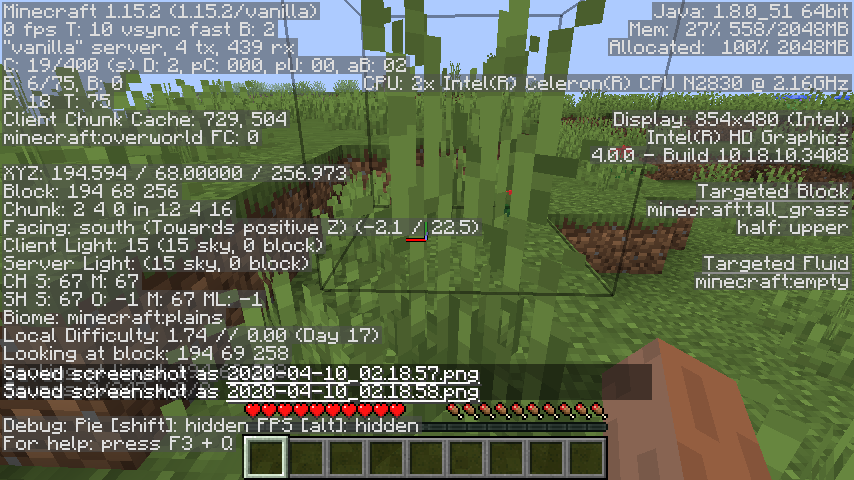 Minecraft 1.15.2 (1.15.2/vanilla)
0 fps T: 10 vsync fast B: 2
"vanilla" server, 4 tx, 439 rx
C: 19/400 (s) D: 2, pC: 000, pU: 00, aB: 02
E: 6/75, B: 0
P: 18. T: 75
Client Chunk Cache: 729, 504
minecraft:overworld FC: 0
XYZ: 194.594 / 68.00000 / 256.973
Block: 194 68 256
Chunk: 2 4 0 in 12 4 16
Facing: south (Towards positive Z) (-2.1 / 22.5)
Client Light: 15 (15 sky, 0 block)
Server Light: (15 sky, 0 block)
CH S: 67 M: 67
SH S: 67 O: -1 M: 67 ML: -1
Biome: minecraft:plains
Local Difficulty: 1.74 // 0.00 (Day 17)
Looking at block: 194 69 258
Saved screenshot as 2020-04-10_02.18.57.png
Saved screenshot as 2020-04-10_02.18.58.png
Debug: Pie [shift]: hidden FPS [alt]: hidden
For help: press F3 + Q
Java: 1.8.0_51 64bit
Mem: 27% 558/2048MB
Allocated: 100% 2048MB
CPU: 2x Intel(R) Celeron(R) CPU N2830 @ 2.16GHz
Display: 854x480 (Intel)
Intel(R) HD Graphics
4.0.0 - Build 10.18.10.3408
Targeted Block
minecraft:tall_grass
half: upper
Targeted Fluid
minecraft:empty